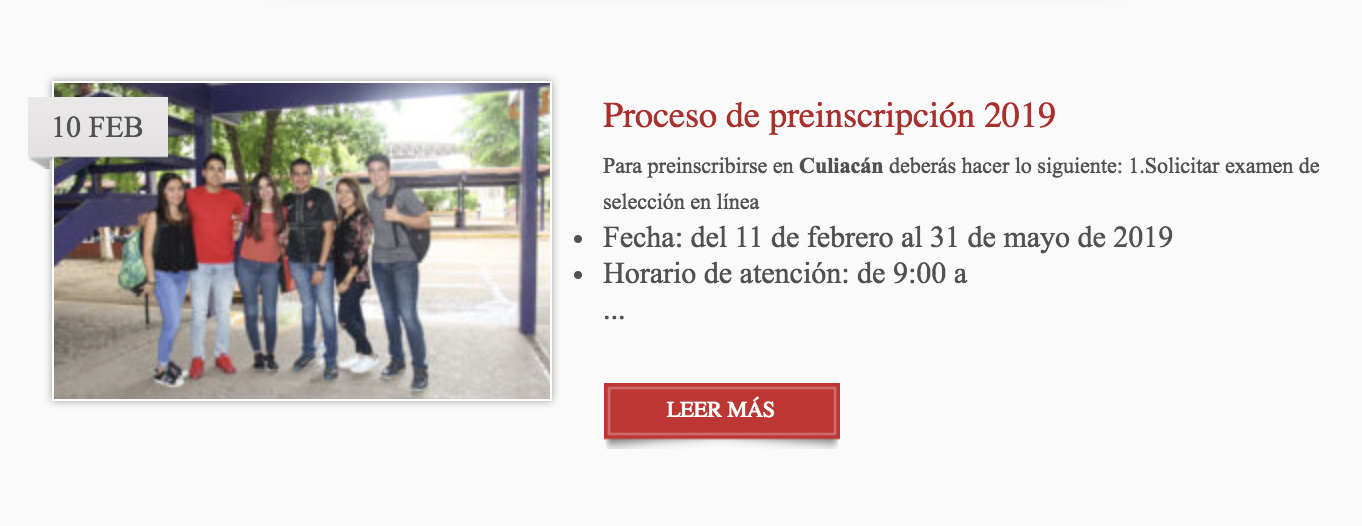 10 FEB
Proceso de preinscripción 2019
Para preinscribirse en Culiacán deberás hacer lo siguiente: 1.Solicitar examen de
selección en línea
• Fecha: del 11 de febrero al 31 de mayo de 2019
• Horario de atención: de 9:00 a
...
LEER MÁS